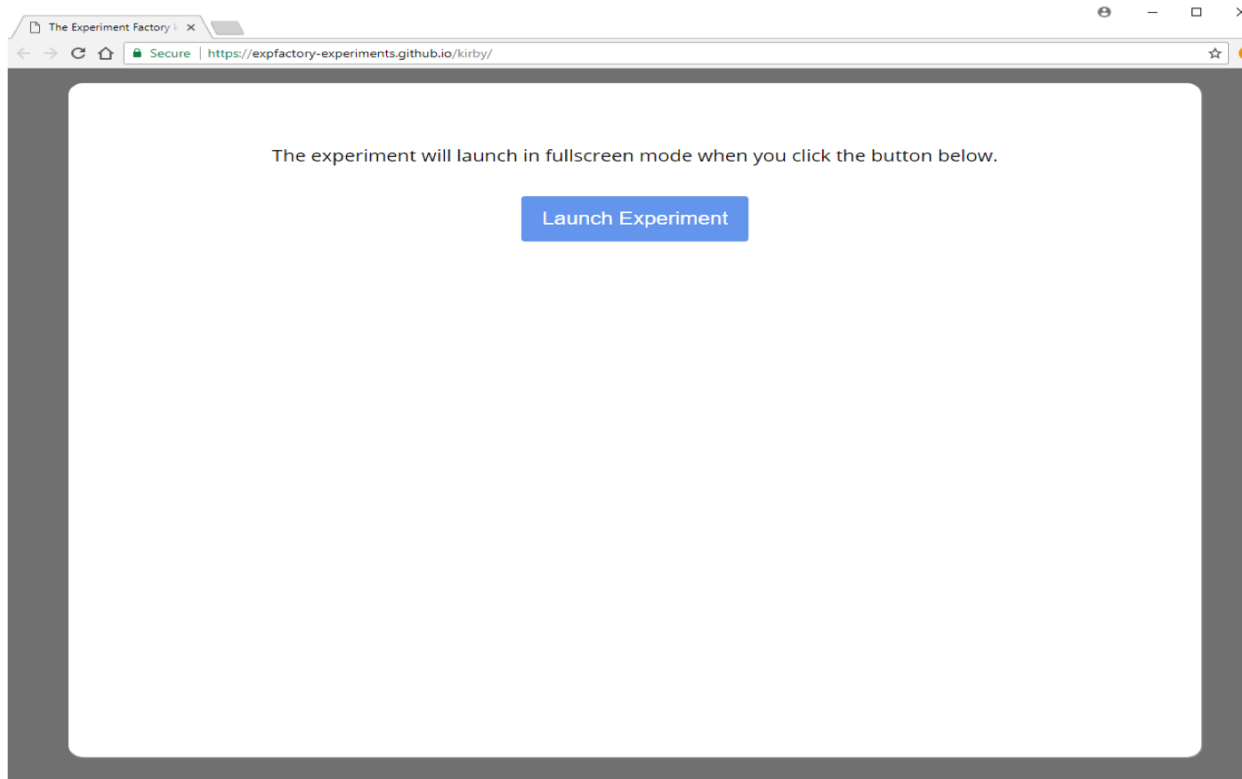 The Experiment Factory
Secure | https://expfactory-experiments.github.io/kirby/
The experiment will launch in fullscreen mode when you click the button below.
Launch Experiment